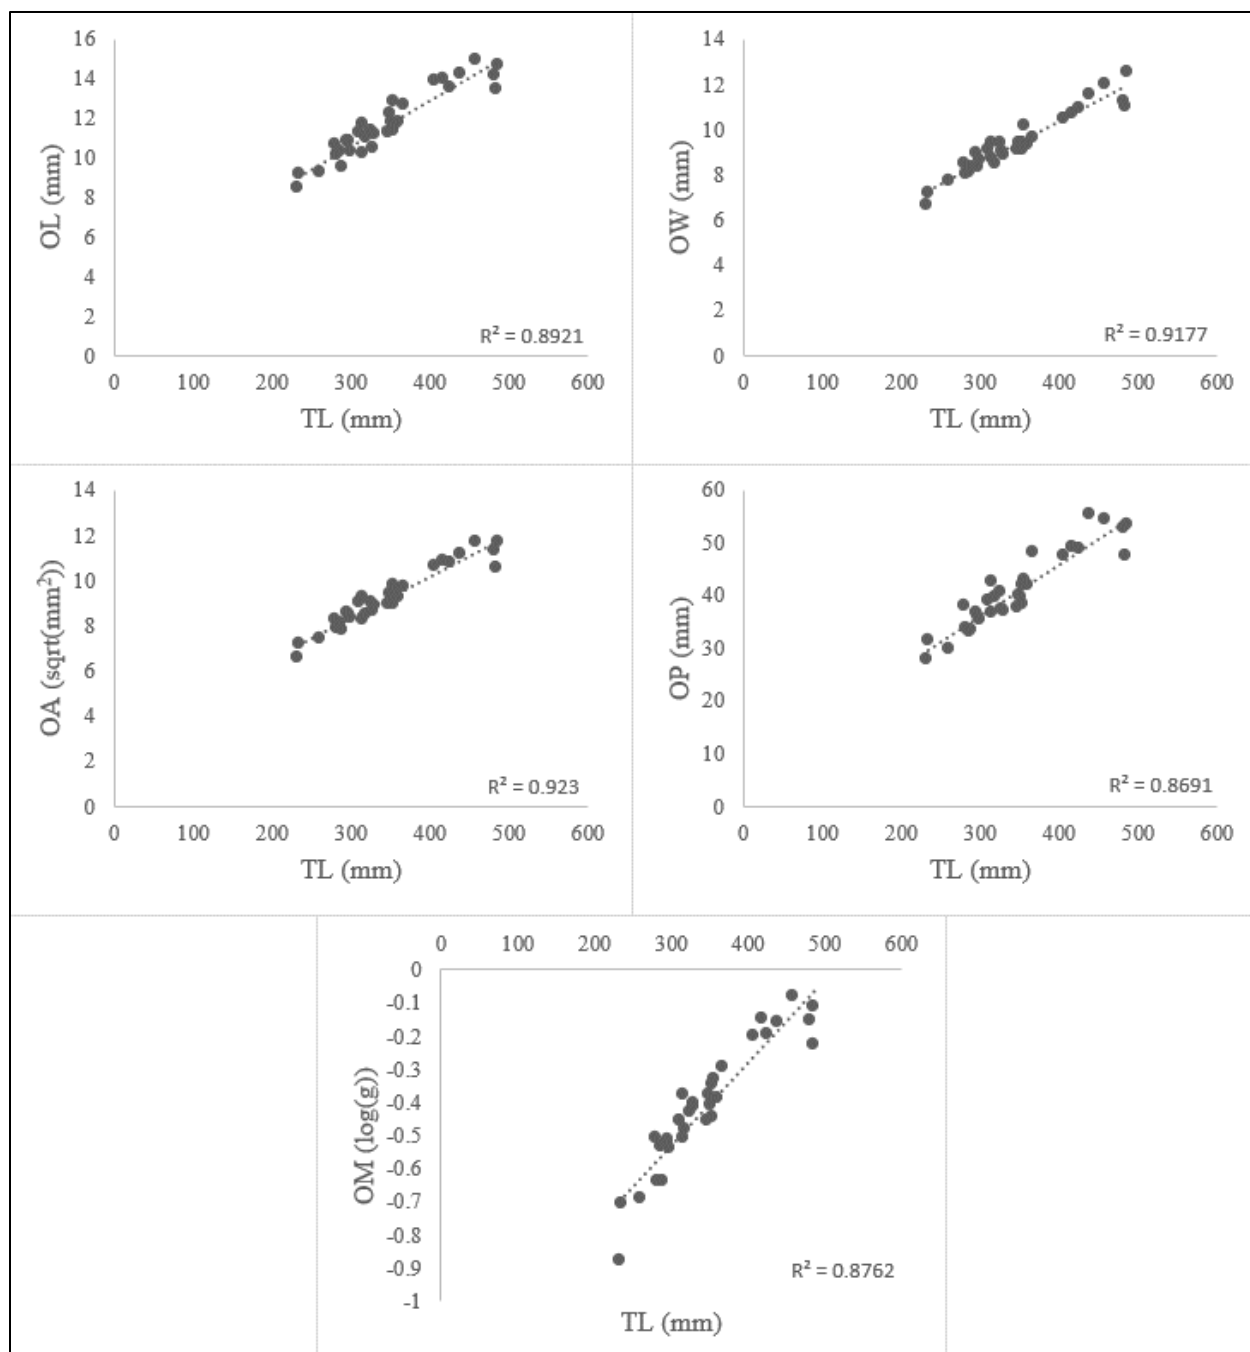 16
14
12
10
8
6
4
2
0
OL (mm)
R² = 0.8921
0 100 200 300 400 500 600
TL (mm)
14
12
10
8
6
4
2
0
OW (mm)
R² = 0.9177
0 100 200 300 400 500 600
TL (mm)
14
12
10
8
6
4
2
0
OA (sqrt(mm²))
R² = 0.923
0 100 200 300 400 500 600
TL (mm)
60
50
40
30
20
10
0
OP (mm)
R² = 0.8691
0 100 200 300 400 500 600
TL (mm)
0 100 200 300 400 500 600
0
-0.1
-0.2
-0.3
-0.4
-0.5
-0.6
-0.7
-0.8
-0.9
-1
OM (log(g))
R² = 0.8762
TL (mm)